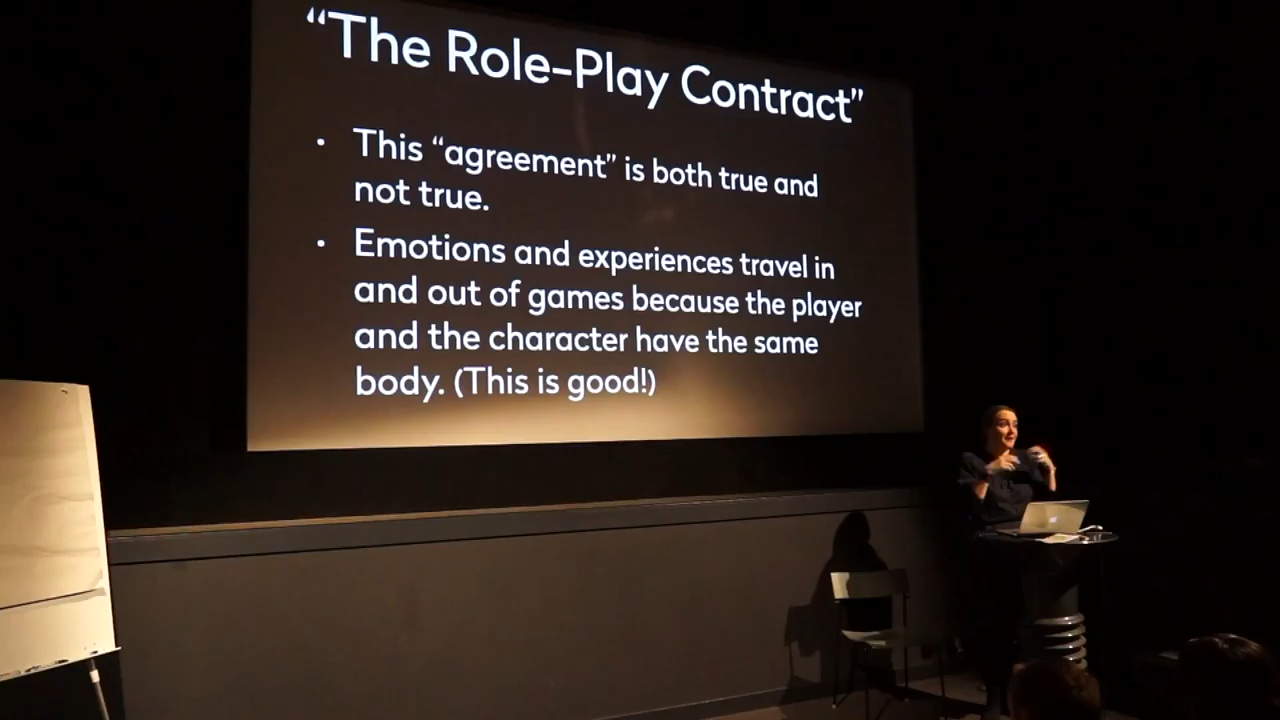 “The Role-Play Contract”
• This “agreement” is both true and
not true.
• Emotions and experiences travel in
and out of games because the player
and the character have the same
body. (This is good!)